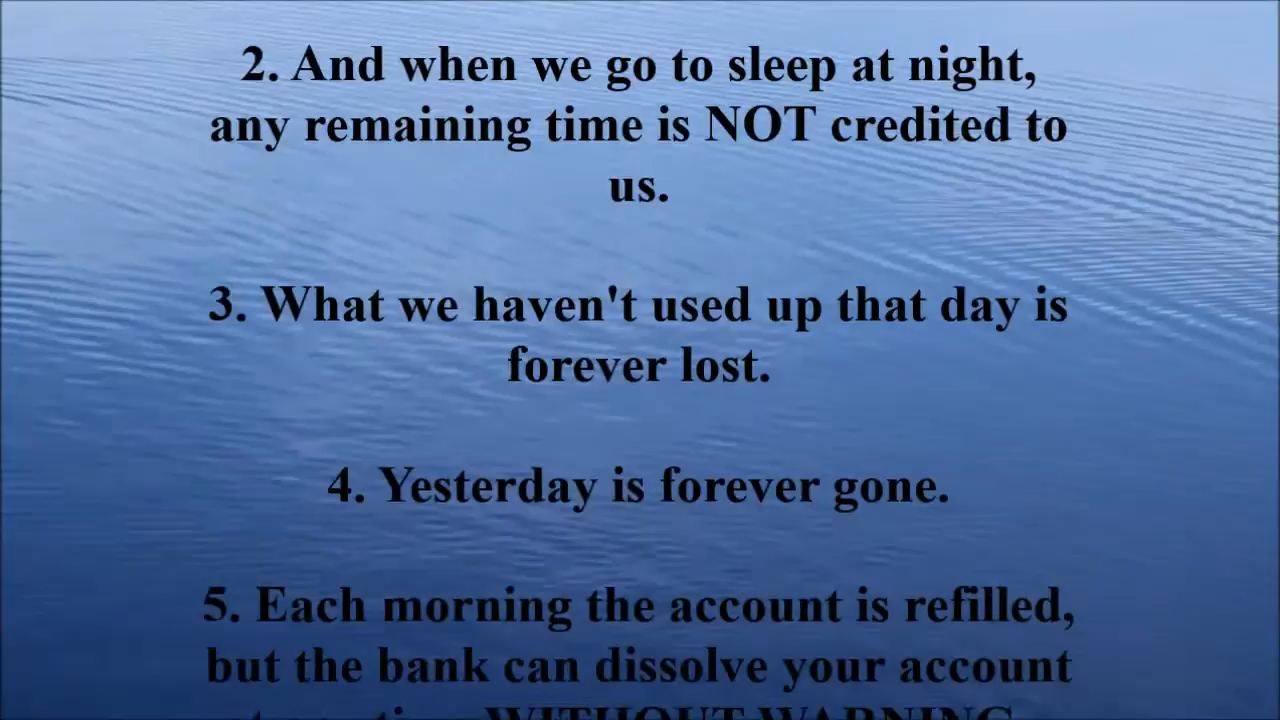 2. And when we go to sleep at night,
any remaining time is NOT credited to
us.
3. What we haven't used up that day is
forever lost.
4. Yesterday is forever gone.
5. Each morning the account is refilled,
but the bank can dissolve your account
WITHOUT WARNING